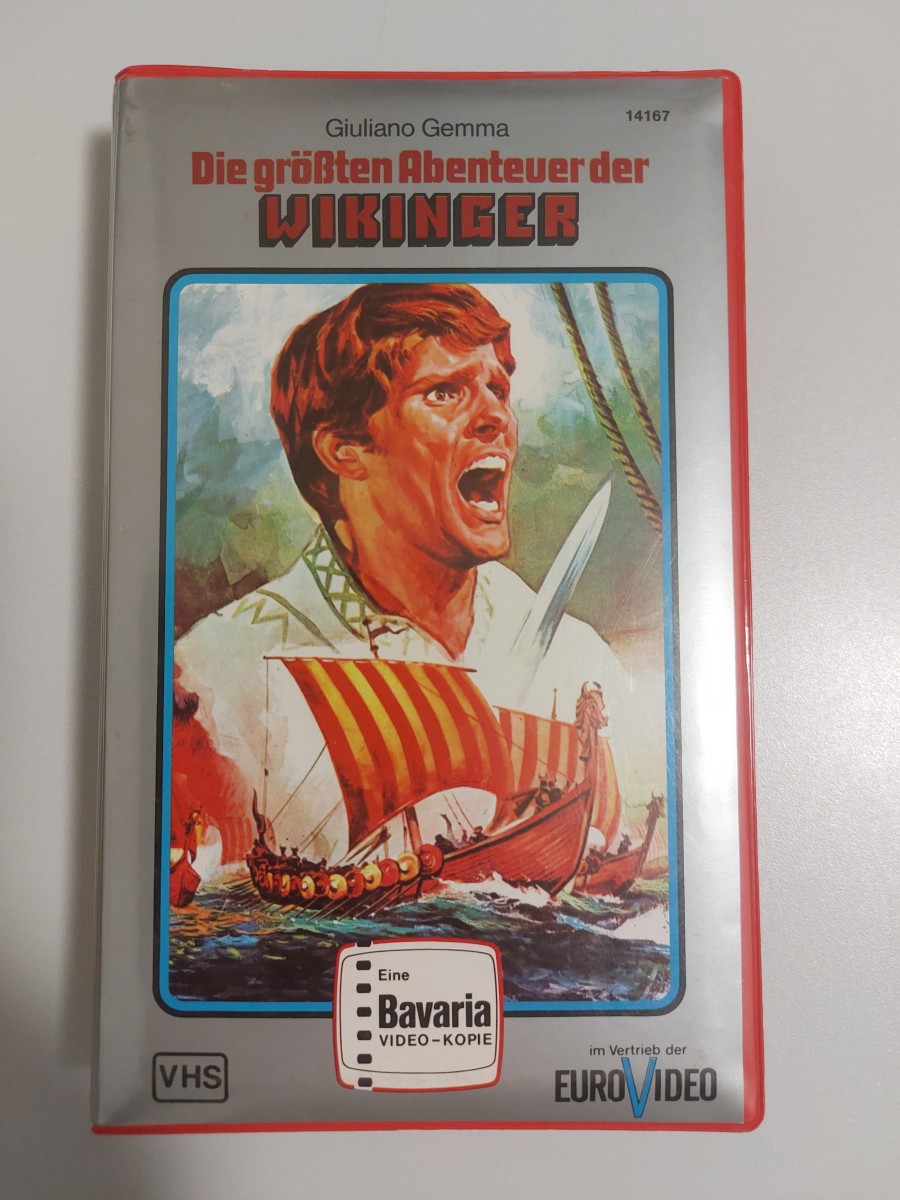 14167
Giuliano Gemma
Die größten Abenteuer der
WIKINGER
Eine
Bavaria
VIDEO-KOPIE
VHS
im Vertrieb der
EUROVIDEO